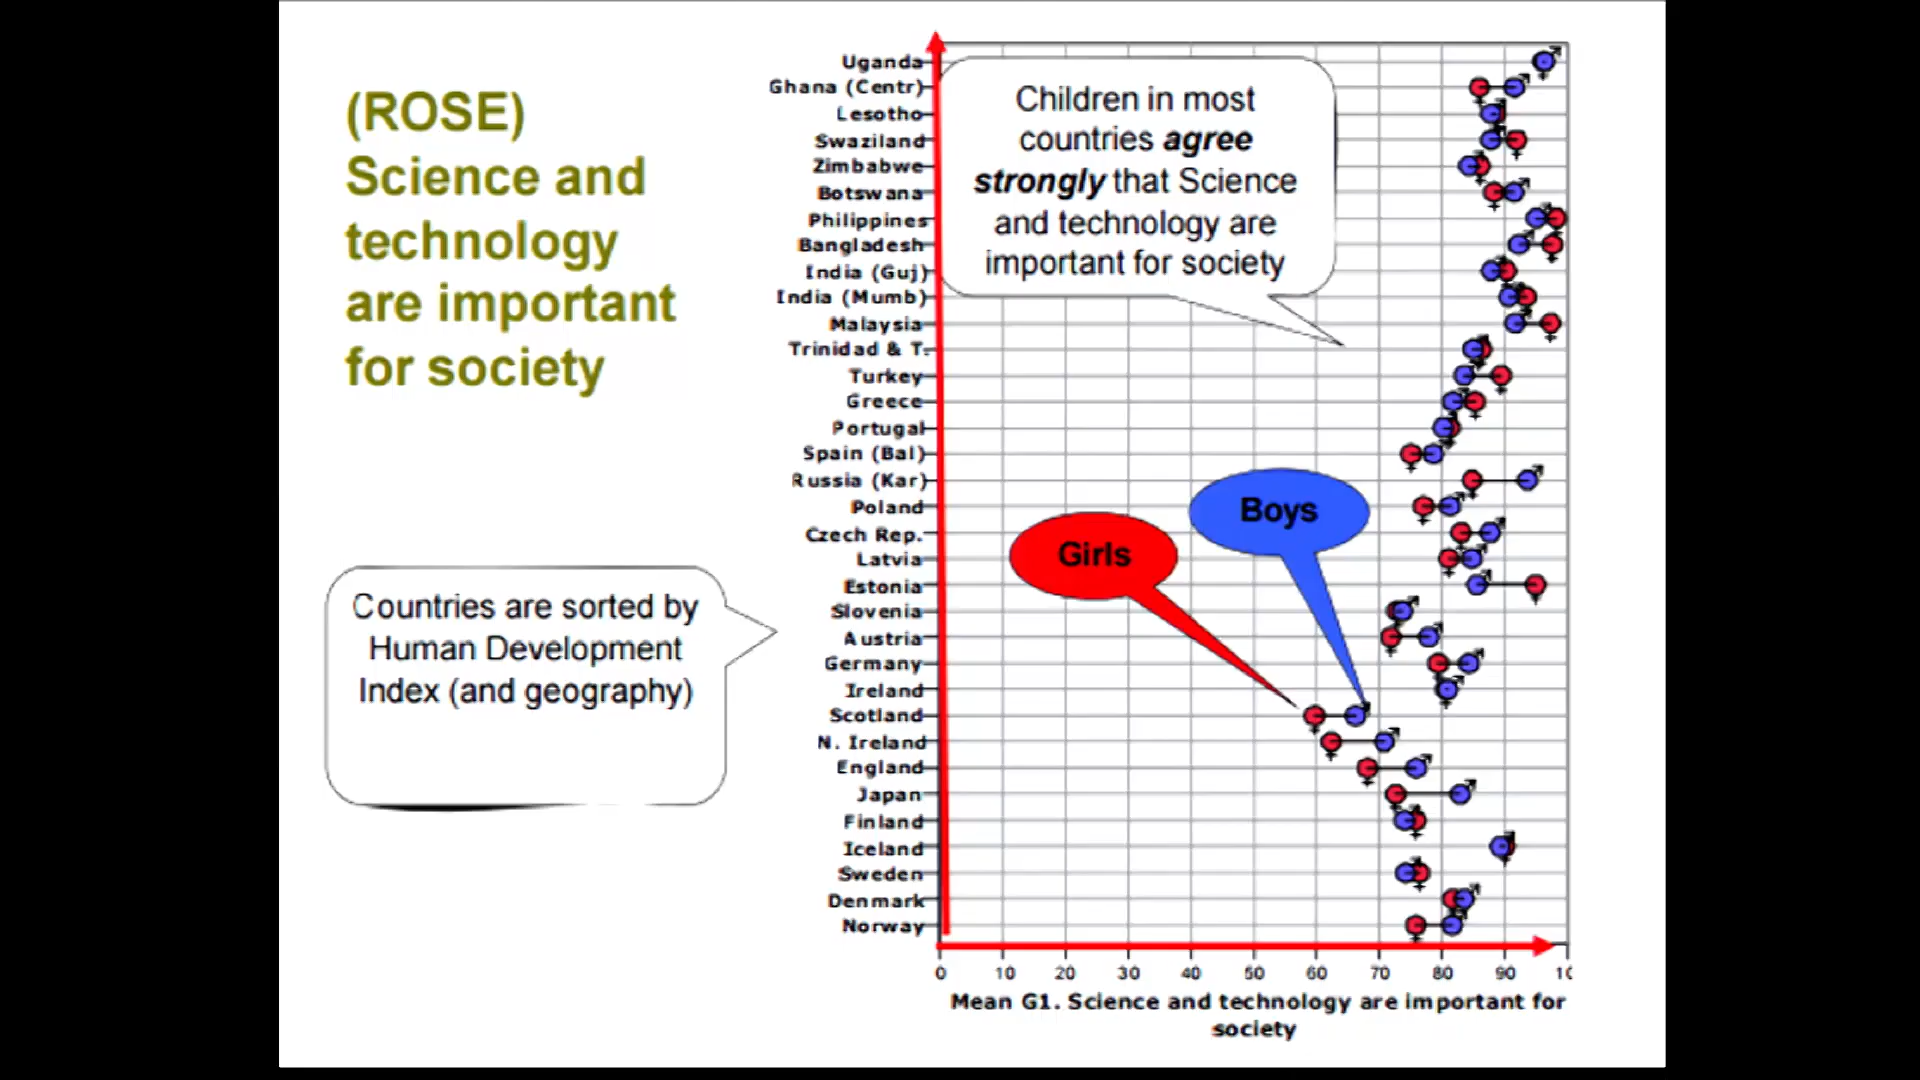 (ROSE)
Science and
technology
are important
for society
Countries are sorted by
Human Development
Index (and geography)
Children in most
countries agree
strongly that Science
and technology are
important for society
Girls
Boys
Uganda
Ghana (Centr)
Lesotho
Swaziland
Zimbabwe
Botswana
Philippines
Bangladesh
India (Guj)
India (Mumb)
Malaysia
Trinidad & T.
Turkey
Greece
Portugal
Spain (Bal)
Russia (Kar)
Poland
Czech Rep.
Latvia
Estonia
Slovenia
Austria
Germany
Ireland
Scotland
N. Ireland
England
Japan
Finland
Iceland
Sweden
Denmark
Norway
0 10 20 30 40 50 60 70 80 90 10
Mean G1. Science and technology are important for
society